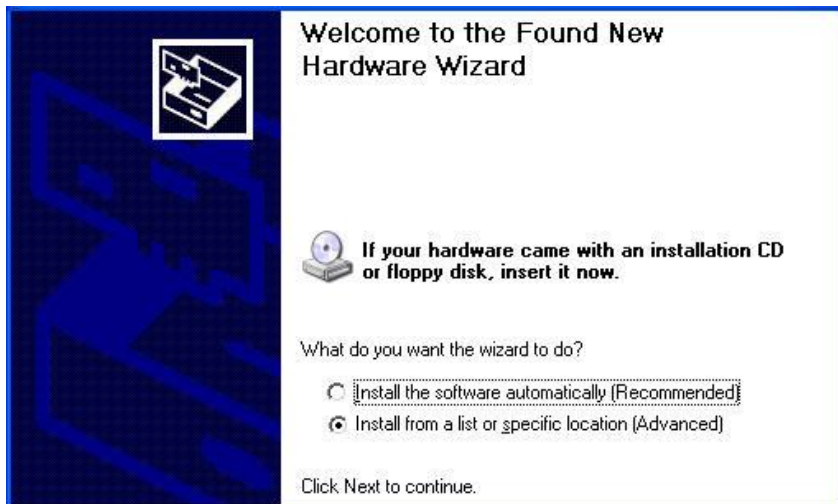 Welcome to the Found New
Hardware Wizard
If your hardware came with an installation CD
or floppy disk, insert it now.
What do you want the wizard to do?
Install the software automatically (Recommended)
Install from a list or specific location (Advanced)
Click Next to continue.